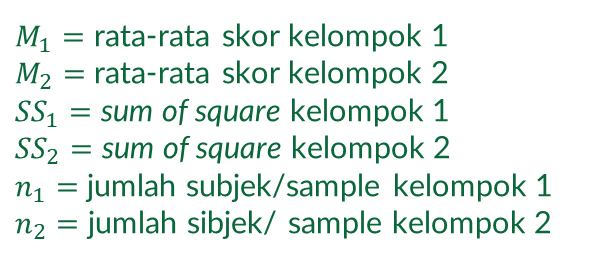 M₁ = rata-rata skor kelompok 1
M₂ = rata-rata skor kelompok 2
SS₁ = sum of square kelompok 1
SS₂ = sum of square kelompok 2
n₁ = jumlah subjek/sample kelompok 1
n₂ = jumlah sibjek/ sample kelompok 2